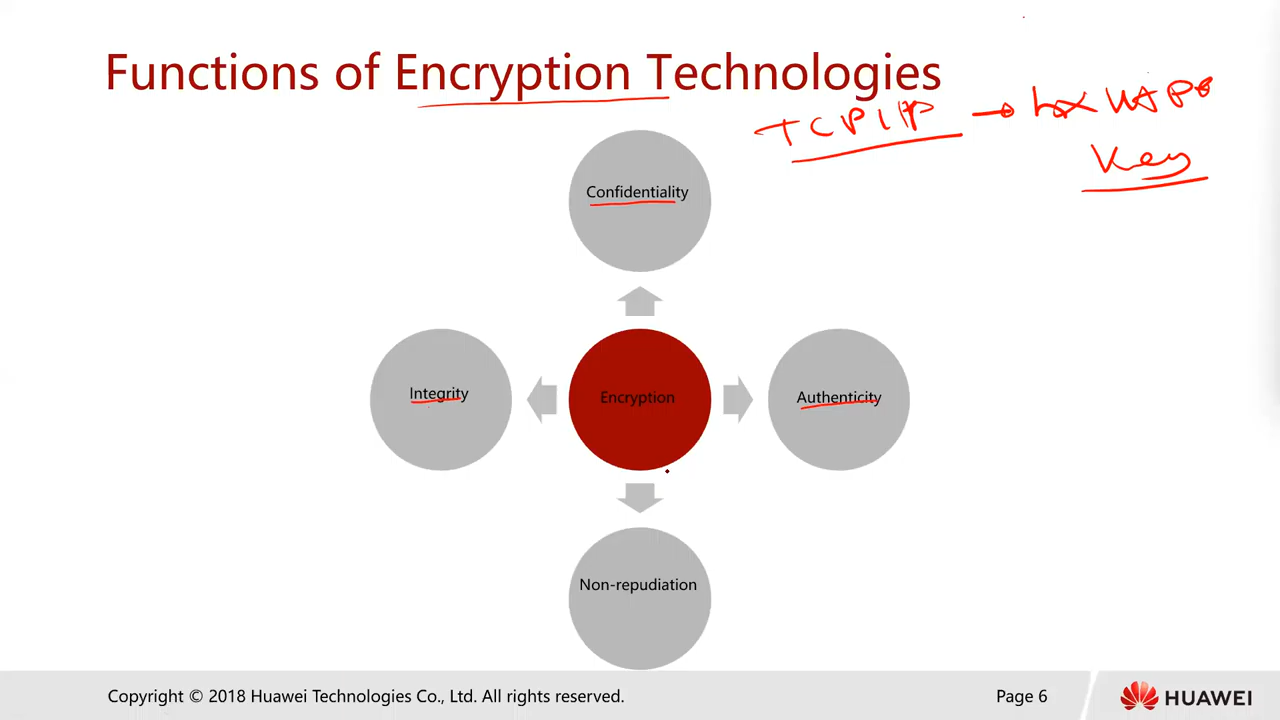 Functions of Encryption Technologies
TCP/IP
Key
Confidentiality
Integrity
Encryption
Authenticity
Non-repudiation
Copyright © 2018 Huawei Technologies Co., Ltd. All rights reserved.
Page 6
HUAWEI